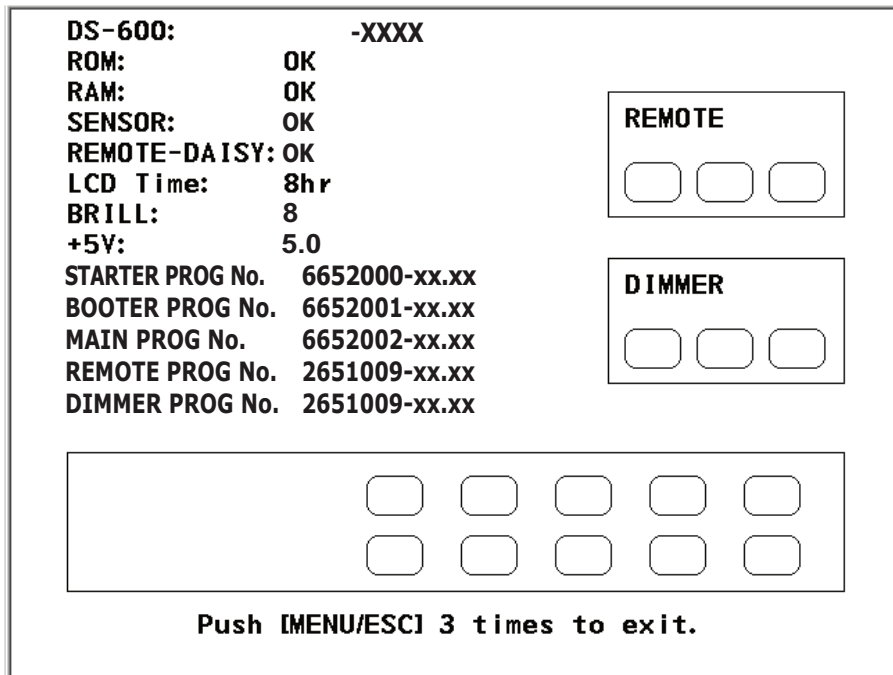 DS-600: -XXXX
ROM: OK
RAM: OK
SENSOR: OK
REMOTE-DAISY: OK
LCD Time: 8hr
BRILL: 8
+5V: 5.0
STARTER PROG No. 6652000-xx.xx
BOOTER PROG No. 6652001-xx.xx
MAIN PROG No. 6652002-xx.xx
REMOTE PROG No. 2651009-xx.xx
DIMMER PROG No. 2651009-xx.xx
REMOTE
DIMMER
Push [MENU/ESC] 3 times to exit.